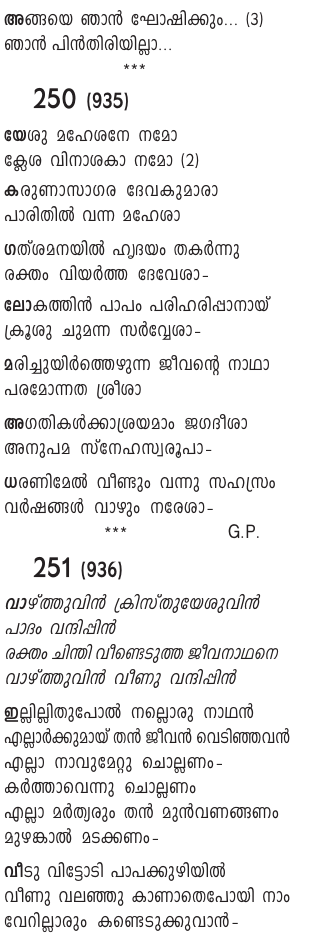 അങ്ങയെ ഞാൻ ഘോഷിക്കും... (3)
ഞാൻ പിൻതിരിയില്ലാ...
***
250 (935)
യേശു മഹേശനേ നമോ
ക്ലേശ വിനാശകാ നമോ (2)
കരുണാസാഗര ദേവകുമാരാ
പാരിതിൽ വന്ന മഹേശാ
ഗത്ശമനയിൽ ഹൃദയം തകർന്നു
രക്തം വിയർത്ത ദേവേശാ-
ലോകത്തിൻ പാപം പരിഹരിപ്പാനായ്
ക്രൂശു ചുമന്ന സർവ്വേശാ-
മരിച്ചുയിർത്തെഴുന്ന ജീവന്റെ നാഥാ
പരമോന്നത ശ്രീശാ
അഗതികൾക്കാശ്രയമാം ജഗദീശാ
അനുപമ സ്നേഹസ്വരൂപാ-
ധരണിമേൽ വീണ്ടും വന്നു സഹസ്രം
വർഷങ്ങൾ വാഴും നരേശാ-
*** G.P.
251 (936)
വാഴ്ത്തുവിൻ ക്രിസ്തുയേശുവിൻ
പാദം വന്ദിപ്പിൻ
രക്തം ചിന്തി വീണ്ടെടുത്ത ജീവനാഥനെ
വാഴ്ത്തുവിൻ വീണു വന്ദിപ്പിൻ
ഇല്ലില്ലിതുപോൽ നല്ലൊരു നാഥൻ
എല്ലാർക്കുമായ് തൻ ജീവൻ വെടിഞ്ഞവൻ
എല്ലാ നാവുമേറ്റു ചൊല്ലണം-
കർത്താവെന്നു ചൊല്ലണം
എല്ലാ മർത്യരും തൻ മുൻവണങ്ങണം
മുഴങ്കാൽ മടക്കണം-
വീടു വിട്ടോടി പാപക്കുഴിയിൽ
വീണു വലഞ്ഞു കാണാതെപോയി നാം
വേറില്ലാരും കണ്ടെടുക്കുവാൻ-